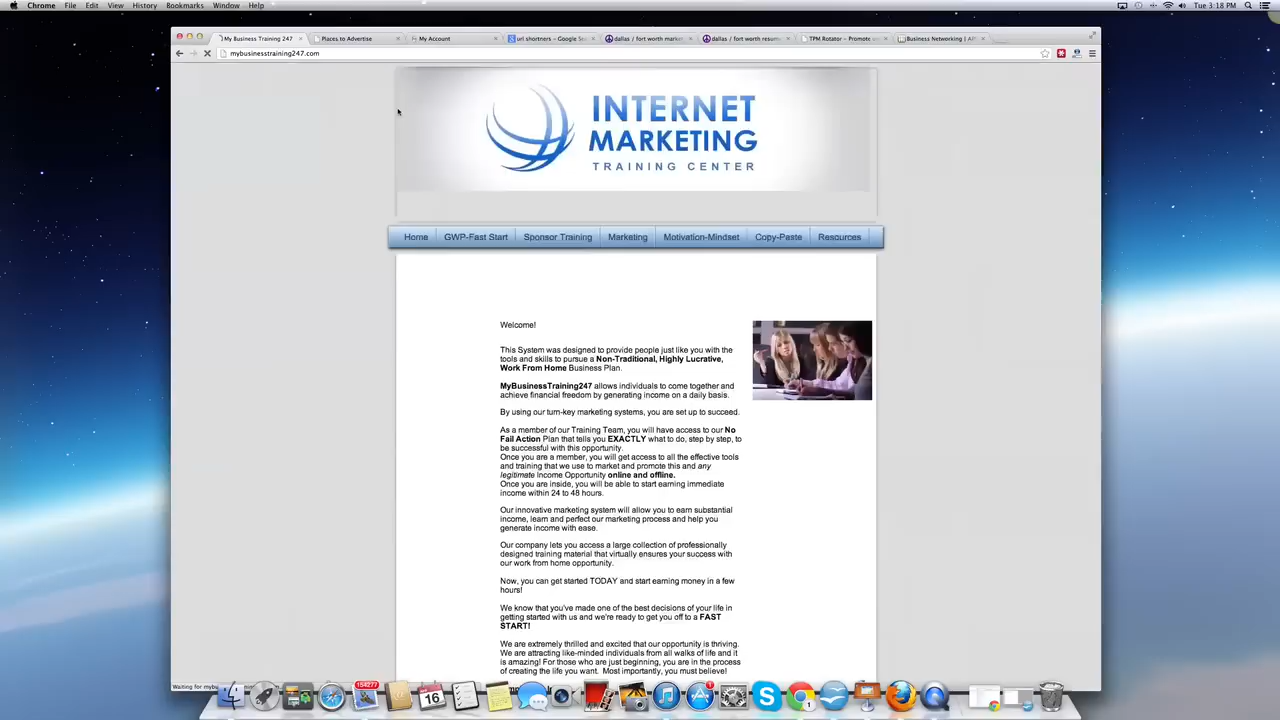 Chrome File Edit View History Bookmarks Window Help Tue 3:18 PM
My Business Training 247 Places to Advertise My Account url shortners – Google Sea dallas / fort worth market dallas / fort worth resum TPM Rotator – Promote Business Networking | API
mybusinesstraining247.com
INTERNET
MARKETING
TRAINING CENTER
Home GWP-Fast Start Sponsor Training Marketing Motivation-Mindset Copy-Paste Resources
Welcome!
This System was designed to provide people just like you with the
tools and skills to pursue a Non-Traditional, Highly Lucrative,
Work From Home Business Plan.
MyBusinessTraining247 allows individuals to come together and
achieve financial freedom by generating income on a daily basis.
By using our turn-key marketing systems, you are set up to succeed.
As a member of our Training Team, you will have access to our No
Fail Action Plan that tells you EXACTLY what to do, step by step, to
be successful with this opportunity.
Once you are a member, you will get access to all the effective tools
and training that we use to market and promote this and any
legitimate Income Opportunity online and offline.
Once you are inside, you will be able to start earning immediate
income within 24 to 48 hours.
Our innovative marketing system will allow you to earn substantial
income, learn and perfect our marketing process and help you
generate income with ease.
Our company lets you access a large collection of professionally
designed training material that virtually ensures your success with
our work from home opportunity.
Now, you can get started TODAY and start earning money in a few
hours!
We know that you've made one of the best decisions of your life in
getting started with us and we're ready to get you off to a FAST
START!
We are extremely thrilled and excited that our opportunity is thriving.
We are attracting like-minded individuals from all walks of life and it
is amazing! For those who are just beginning, you are in the process
of creating the life you want. Most importantly, you must believe!
Waiting for mybu
154277
16
1
1